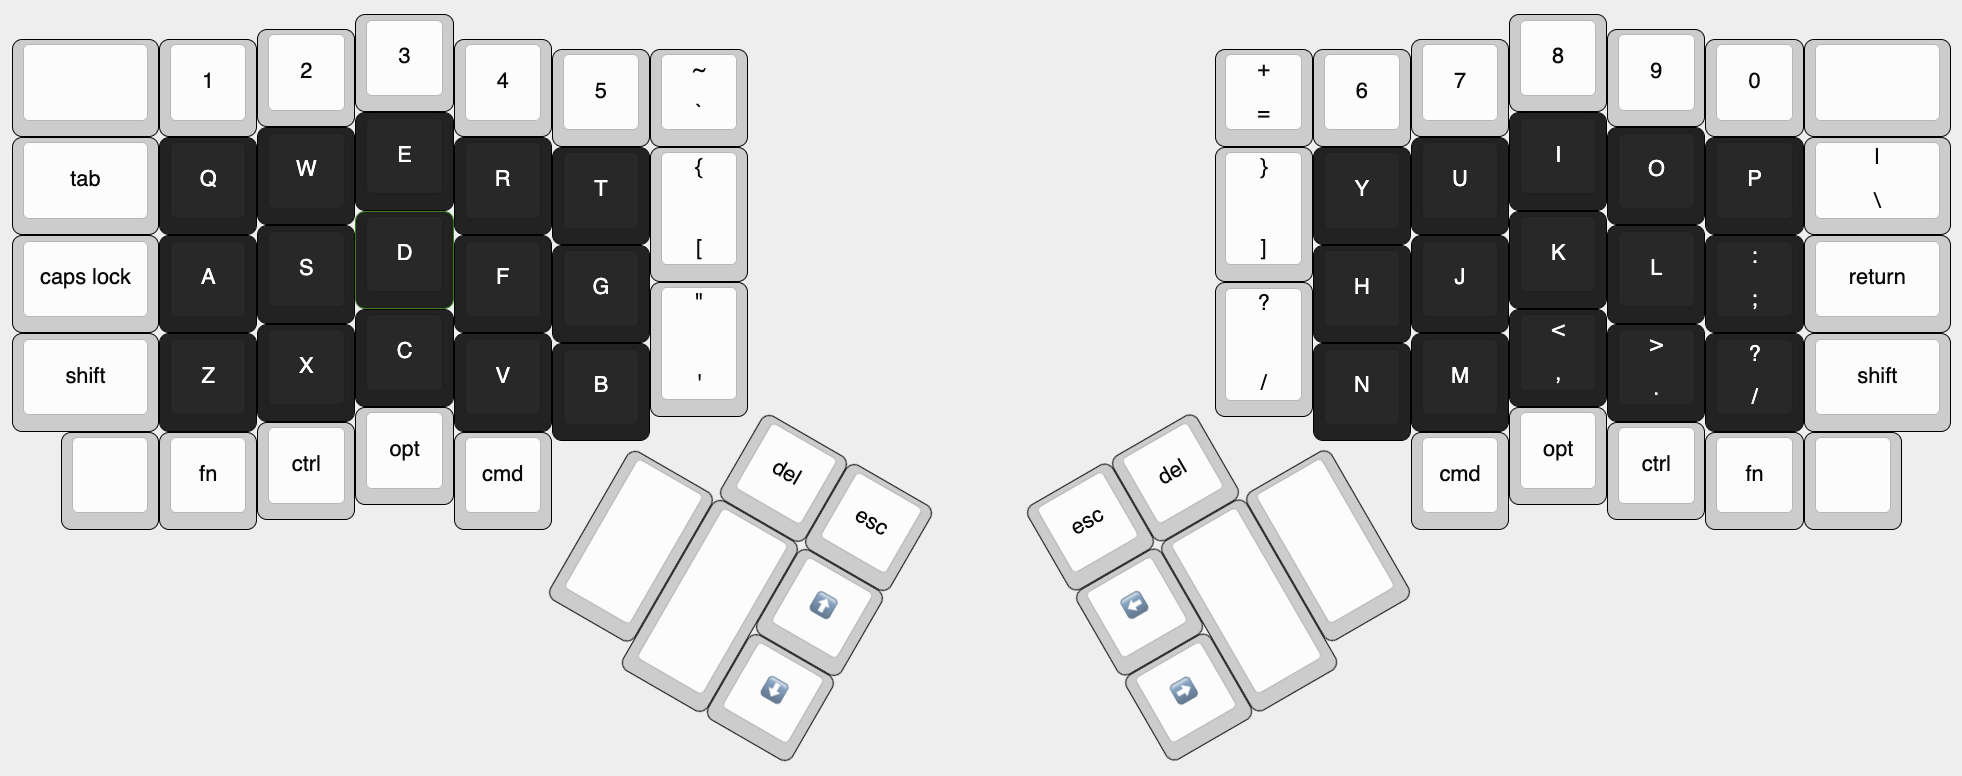 1 2 3 4 5 ~ `
tab Q W E R T { [
caps lock A S D F G " '
shift Z X C V B
fn ctrl opt cmd
del esc
+ = 6 7 8 9 0
} ] Y U I O P | \
? / H J K L : ; return
N M < , > . ? / shift
cmd opt ctrl fn
esc del